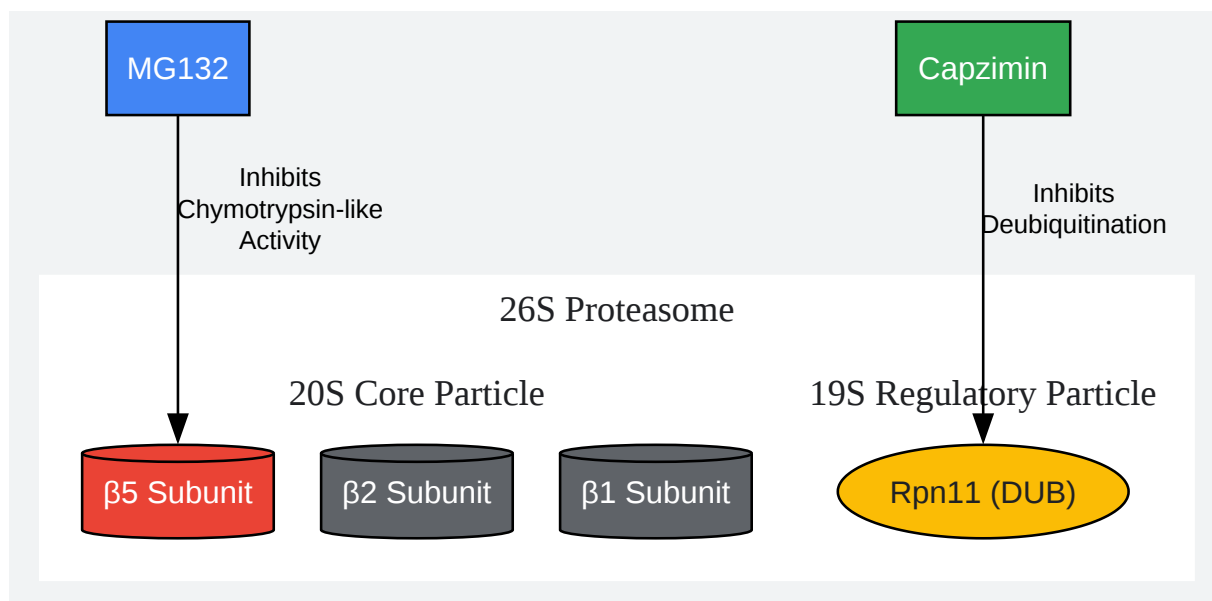 MG132
Capzimin
Inhibits
Chymotrypsin-like
Activity
Inhibits
Deubiquitination
26S Proteasome
20S Core Particle
19S Regulatory Particle
β5 Subunit
β2 Subunit
β1 Subunit
Rpn11 (DUB)